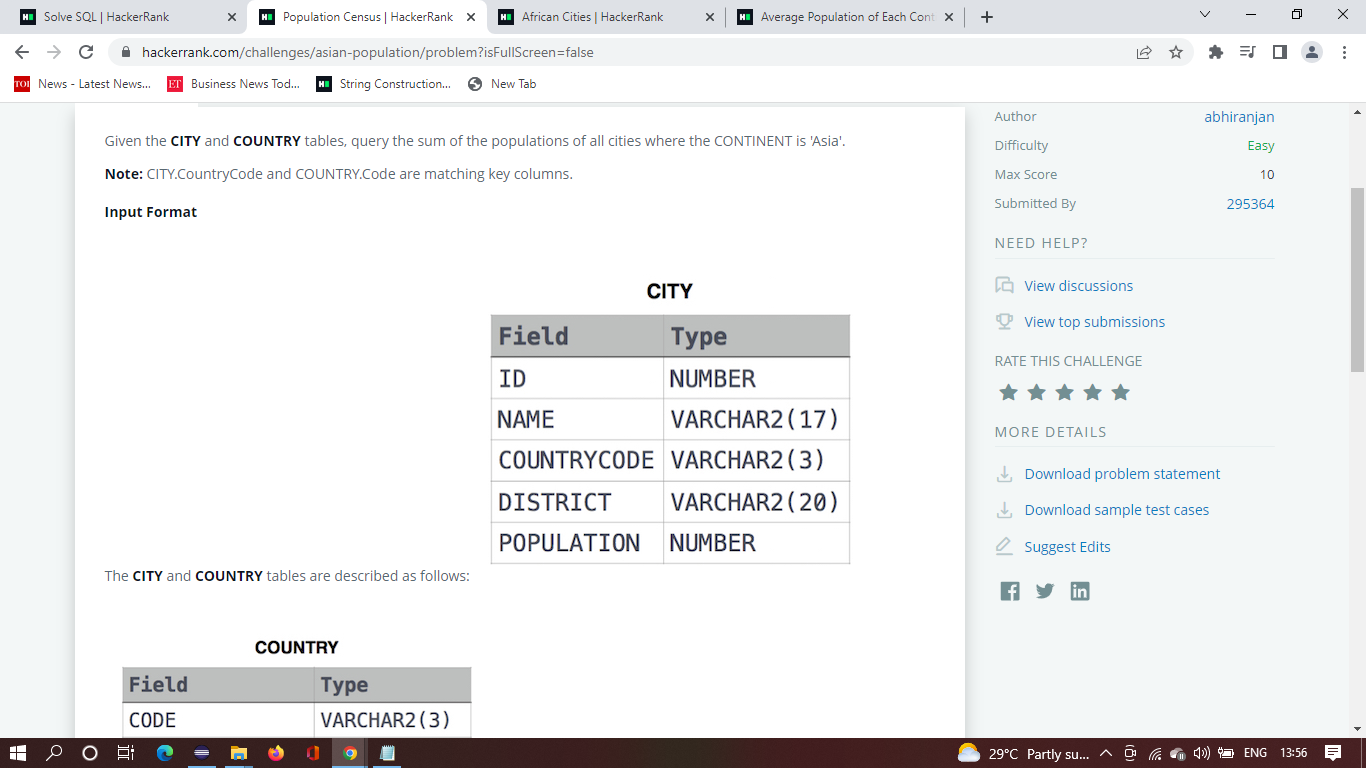 Solve SQL | HackerRank
Population Census | HackerRank
African Cities | HackerRank
Average Population of Each Cont
hackerrank.com/challenges/asian-population/problem?isFullScreen=false
TOI News - Latest News...
ET Business News Tod...
String Construction...
New Tab
Given the CITY and COUNTRY tables, query the sum of the populations of all cities where the CONTINENT is 'Asia'.
Note: CITY.CountryCode and COUNTRY.Code are matching key columns.
Input Format
CITY
Field Type
ID NUMBER
NAME VARCHAR2(17)
COUNTRYCODE VARCHAR2(3)
DISTRICT VARCHAR2(20)
POPULATION NUMBER
The CITY and COUNTRY tables are described as follows:
COUNTRY
Field Type
CODE VARCHAR2(3)
Author abhiranjan
Difficulty Easy
Max Score 10
Submitted By 295364
NEED HELP?
View discussions
View top submissions
RATE THIS CHALLENGE
MORE DETAILS
Download problem statement
Download sample test cases
Suggest Edits
29°C Partly su...
ENG
13:56